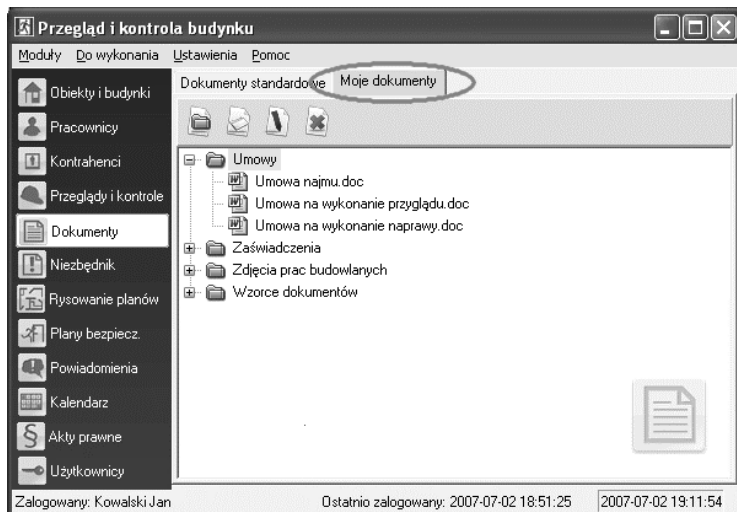 Przegląd i kontrola budynku
Moduły Do wykonania Ustawienia Pomoc
Obiekty i budynki
Pracownicy
Kontrahenci
Przeglądy i kontrole
Dokumenty
Niezbędnik
Rysowanie planów
Plany bezpiecz.
Powiadomienia
Kalendarz
Akty prawne
Użytkownicy
Dokumenty standardowe Moje dokumenty
Umowy
Umowa najmu.doc
Umowa na wykonanie przyglądu.doc
Umowa na wykonanie naprawy.doc
Zaświadczenia
Zdjęcia prac budowlanych
Wzorce dokumentów
Zalogowany: Kowalski Jan Ostatnio zalogowany: 2007-07-02 18:51:25 2007-07-02 19:11:54